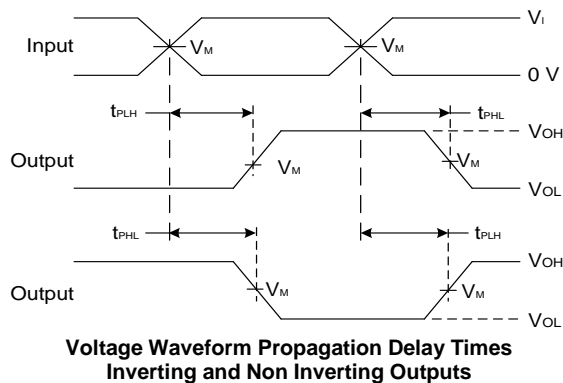 Input
VM
VM
VI
0 V
tPLH
tPHL
Output
VM
VM
VOH
VOL
tPHL
tPLH
Output
VM
VM
VOH
VOL
Voltage Waveform Propagation Delay Times
Inverting and Non Inverting Outputs